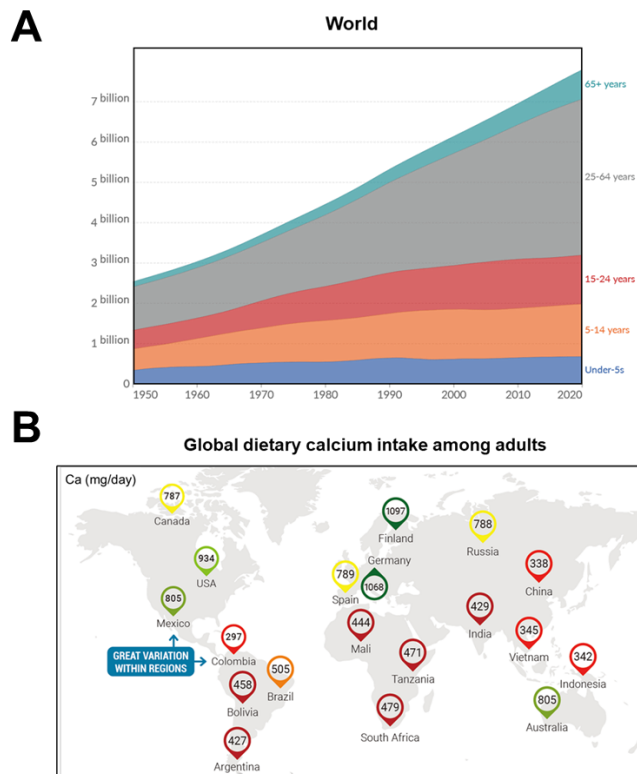 A
World
7 billion
6 billion
5 billion
4 billion
3 billion
2 billion
1 billion
0
65+ years
25-64 years
15-24 years
5-14 years
Under-5s
1950 1960 1970 1980 1990 2000 2010 2020
B
Global dietary calcium intake among adults
Ca (mg/day)
787
Canada
934
USA
805
Mexico
GREAT VARIATION
WITHIN REGIONS
297
Colombia
505
Brazil
458
Bolivia
427
Argentina
1097
Finland
Germany
1068
789
Spain
788
Russia
444
Mali
471
Tanzania
479
South Africa
429
India
338
China
345
Vietnam
342
Indonesia
805
Australia